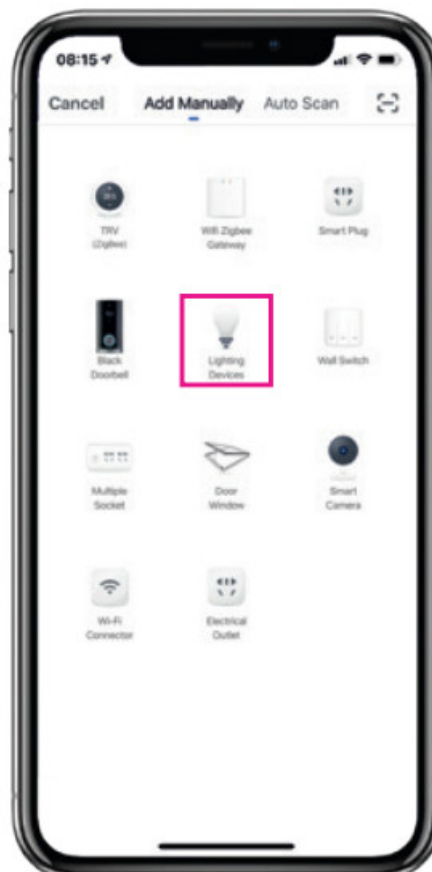 08:15
Cancel Add Manually Auto Scan
TRV
(ZigBee)
Wifi Zigbee
Gateway
Smart Plug
Black
Doorbell
Lighting
Devices
Wall Switch
Multiple
Socket
Door
Window
Smart
Camera
Wi-Fi
Connector
Electrical
Outlet